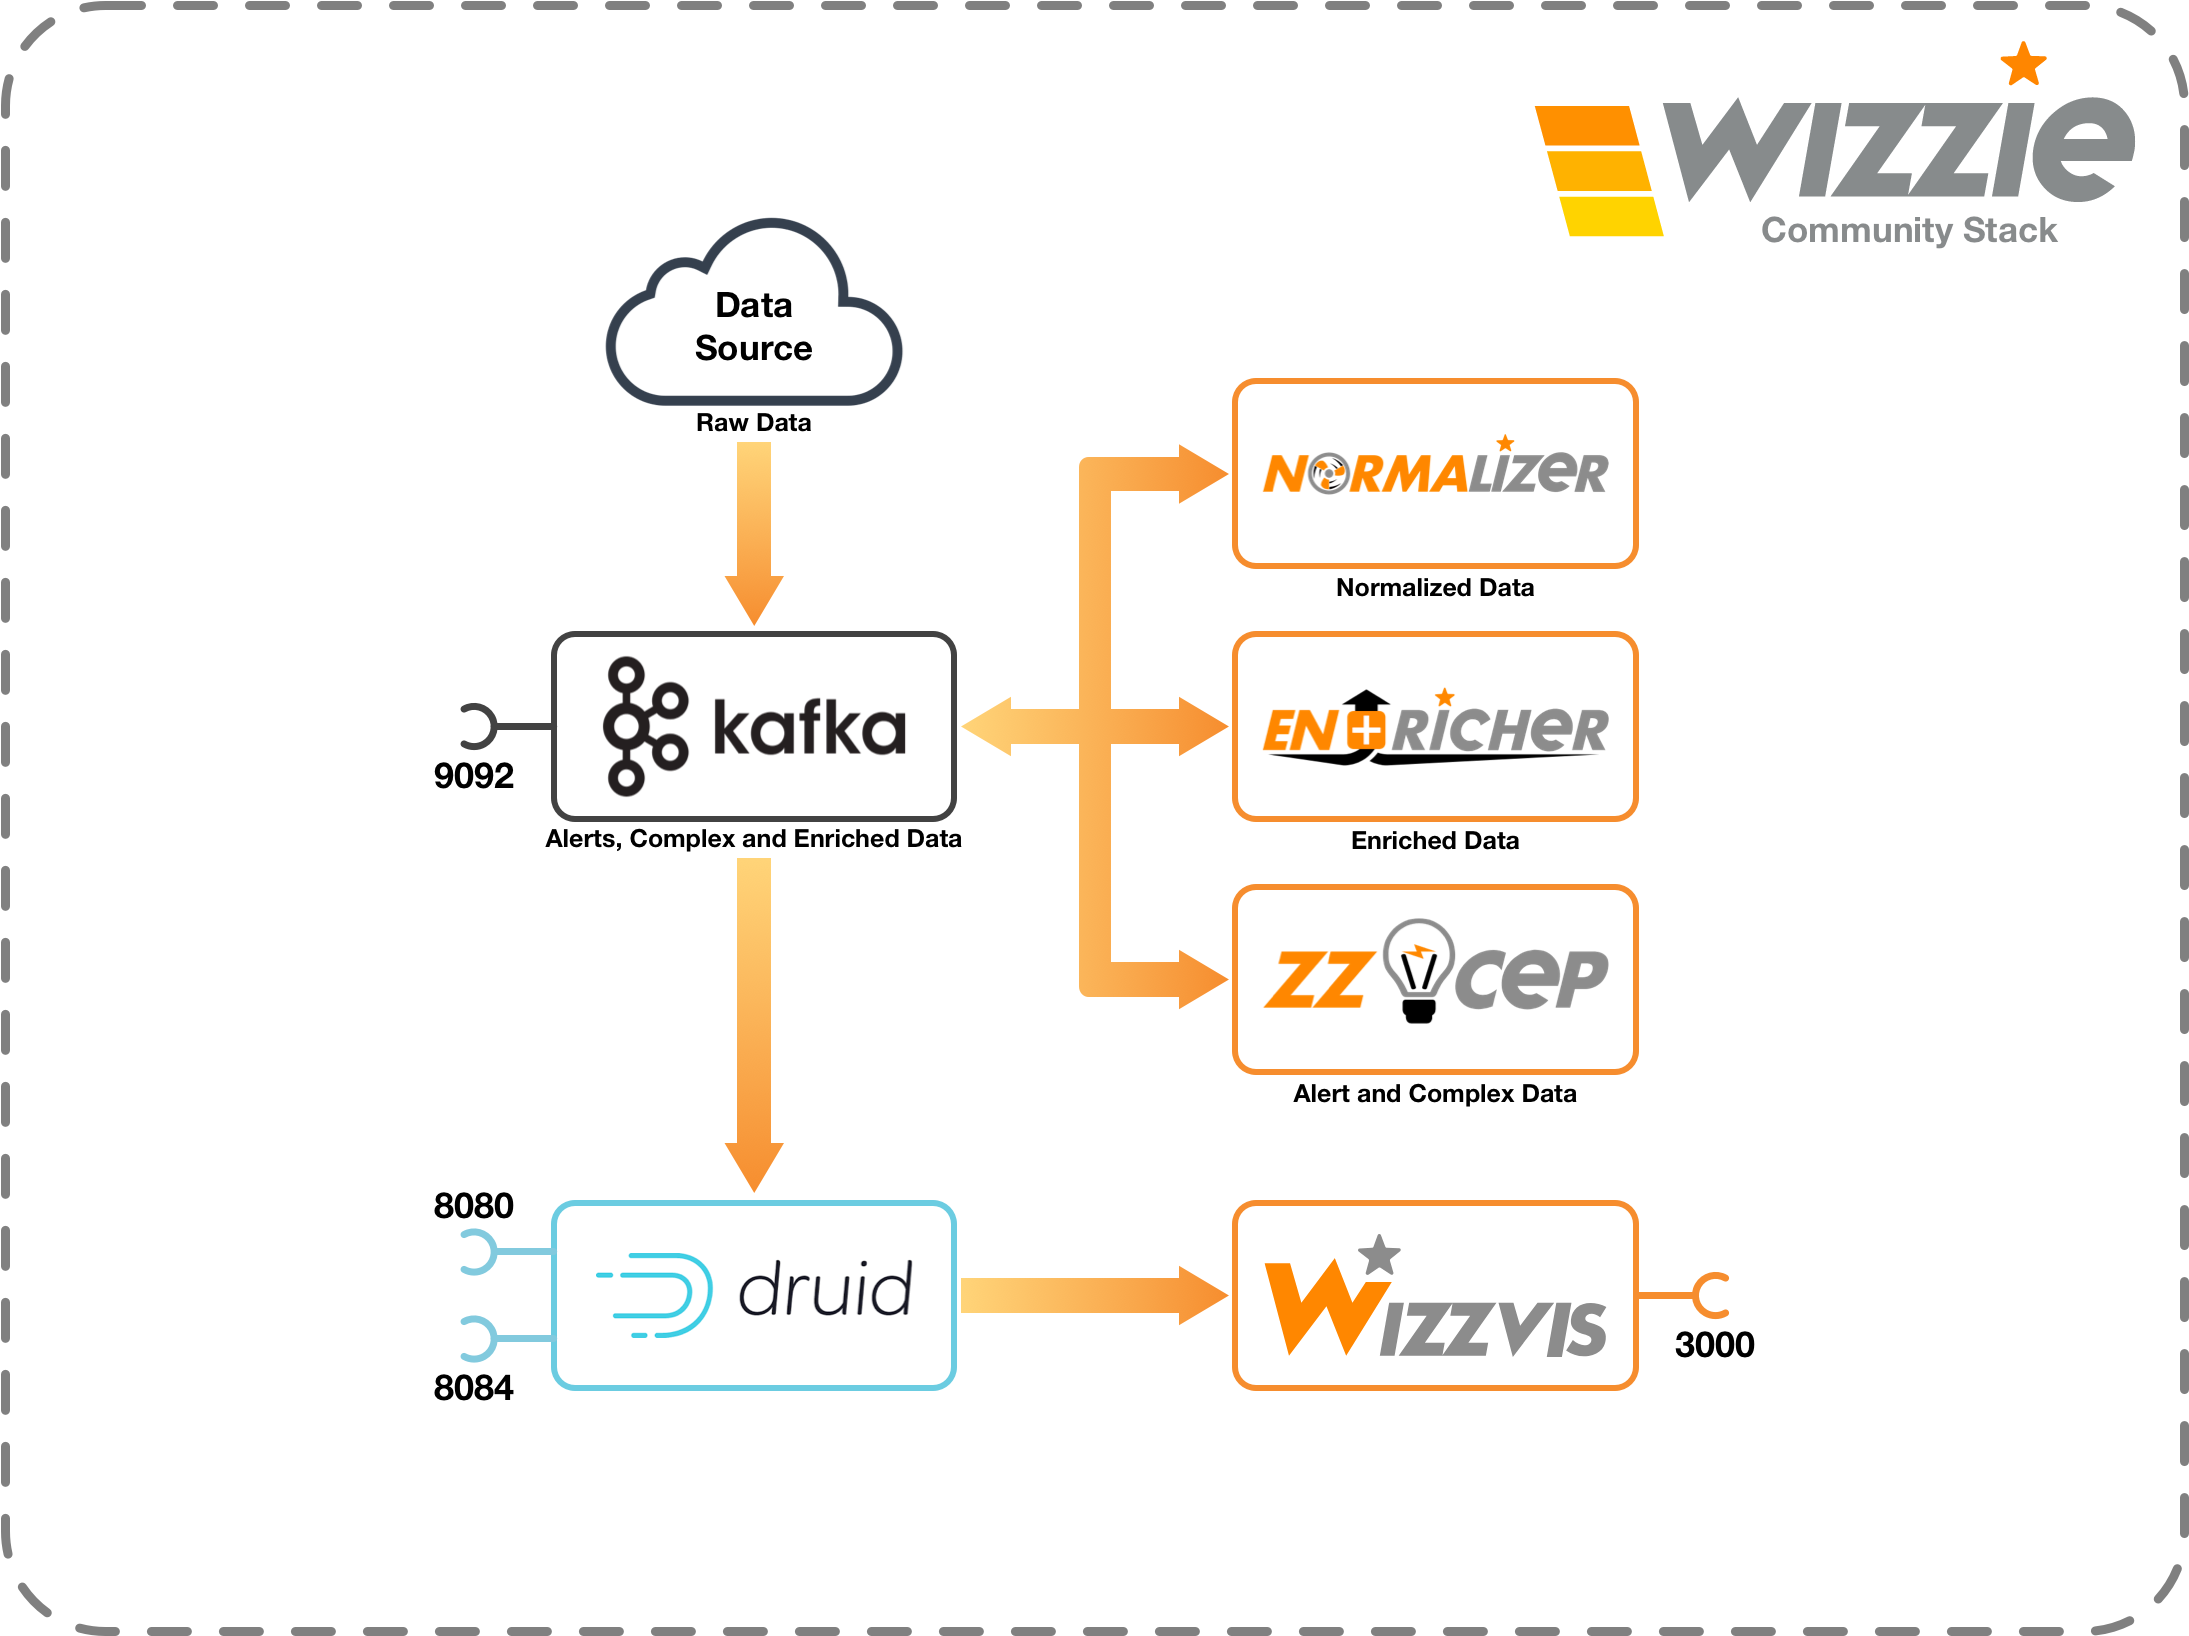 WIZZIE
Community Stack
Data
Source
Raw Data
NORMALIZER
Normalized Data
kafka
9092
Alerts, Complex and Enriched Data
ENRICHER
Enriched Data
ZZ CEP
Alert and Complex Data
8080
druid
8084
WIZZVIS
3000